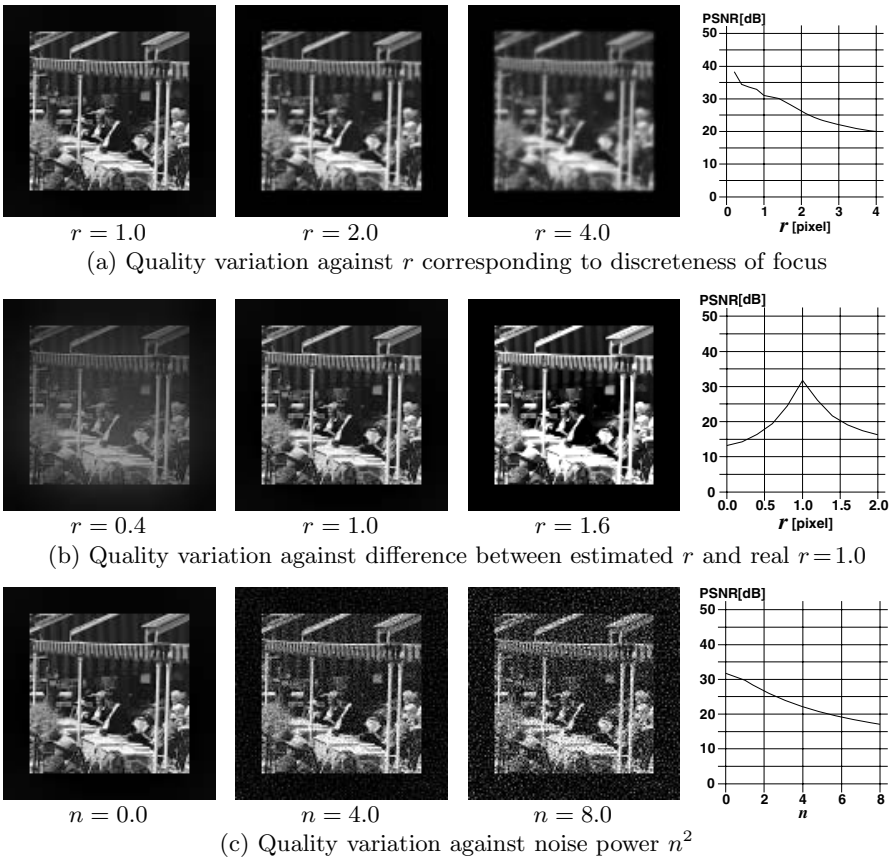 PSNR[dB]
50
40
30
20
10
0
0 1 2 3 4
r [pixel]
r = 1.0 r = 2.0 r = 4.0
(a) Quality variation against r corresponding to discreteness of focus
PSNR[dB]
50
40
30
20
10
0
0.0 0.5 1.0 1.5 2.0
r [pixel]
r = 0.4 r = 1.0 r = 1.6
(b) Quality variation against difference between estimated r and real r = 1.0
PSNR[dB]
50
40
30
20
10
0
0 2 4 6 8
n
n = 0.0 n = 4.0 n = 8.0
(c) Quality variation against noise power n²